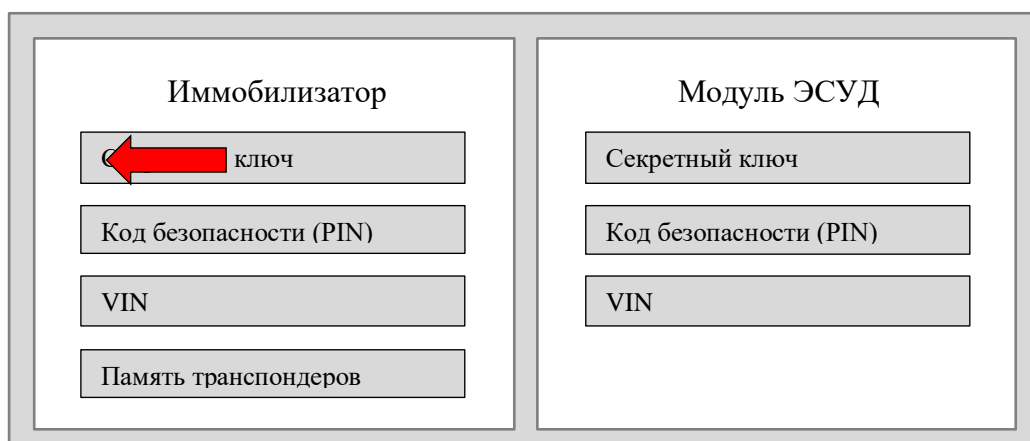 Иммобилизатор
ключ
Код безопасности (PIN)
VIN
Память транспондеров
Модуль ЭСУД
Секретный ключ
Код безопасности (PIN)
VIN